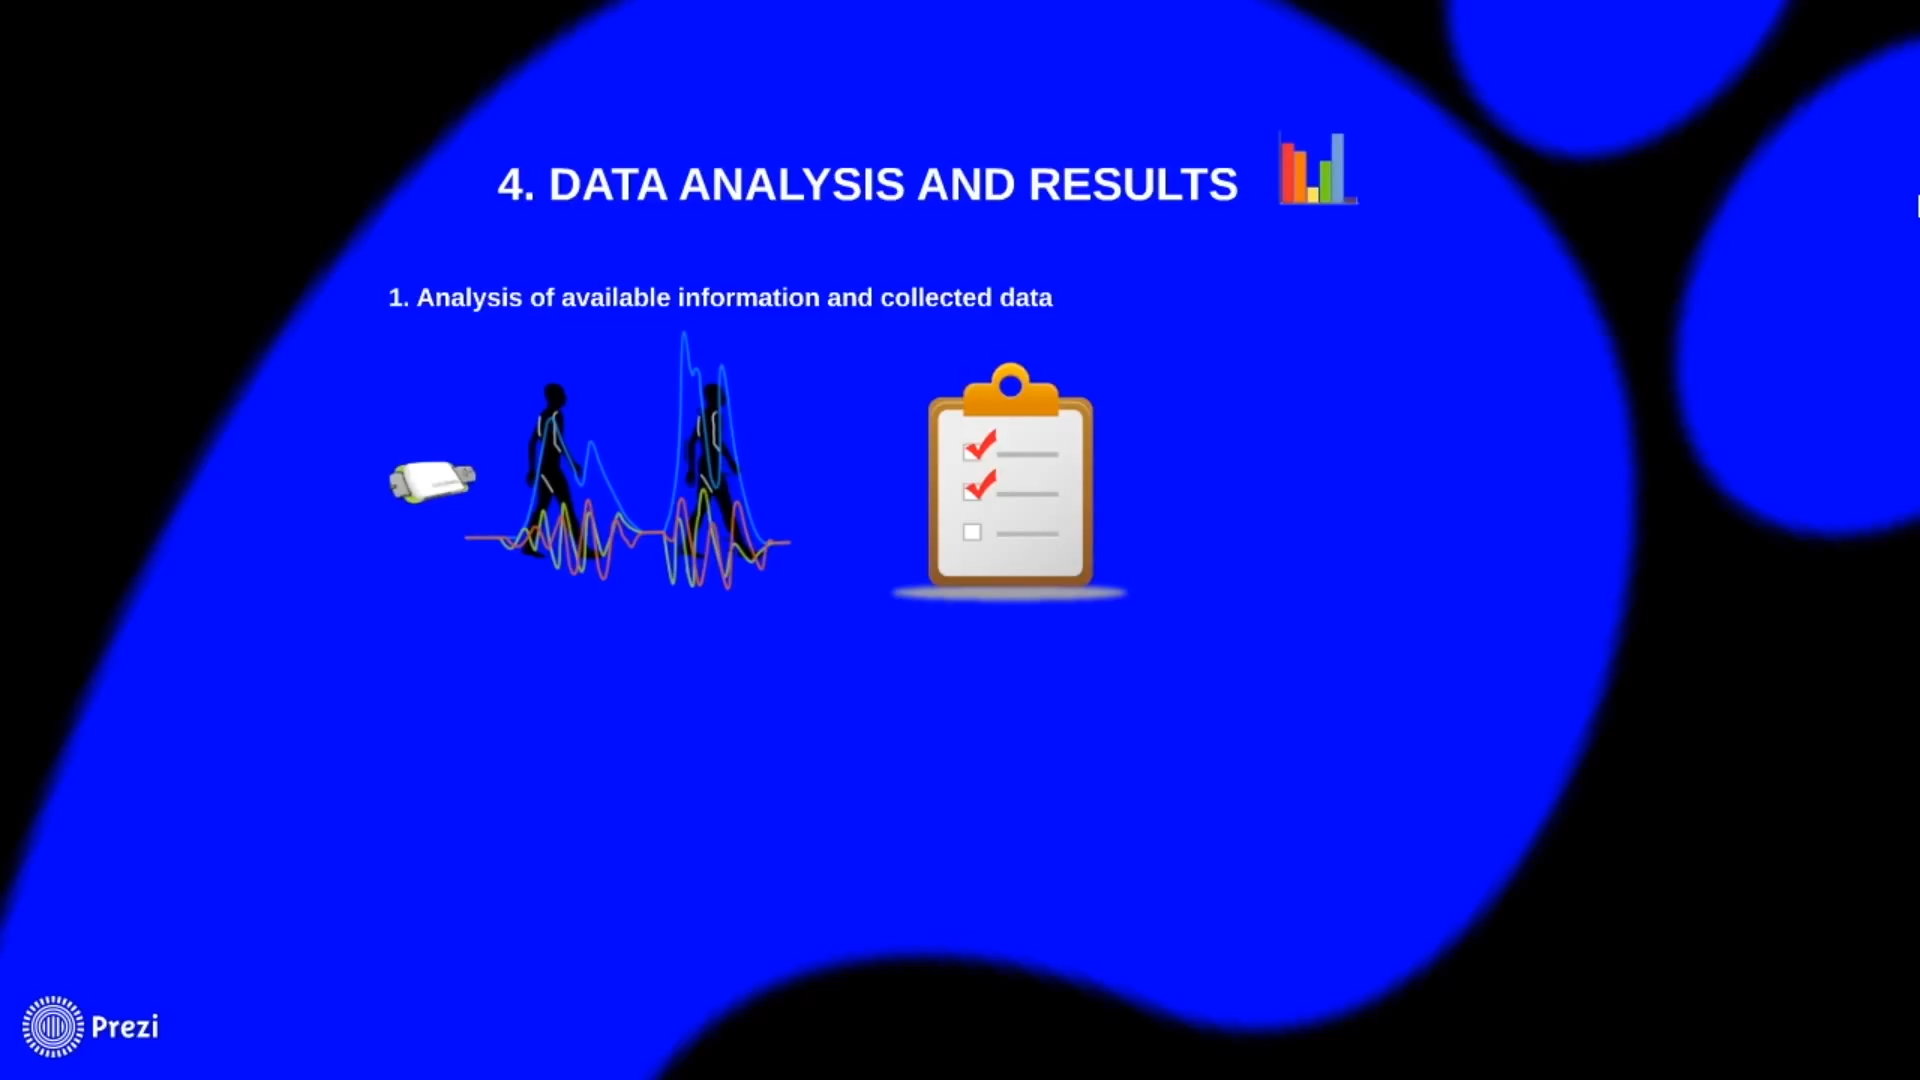 4. DATA ANALYSIS AND RESULTS
1. Analysis of available information and collected data
Prezi